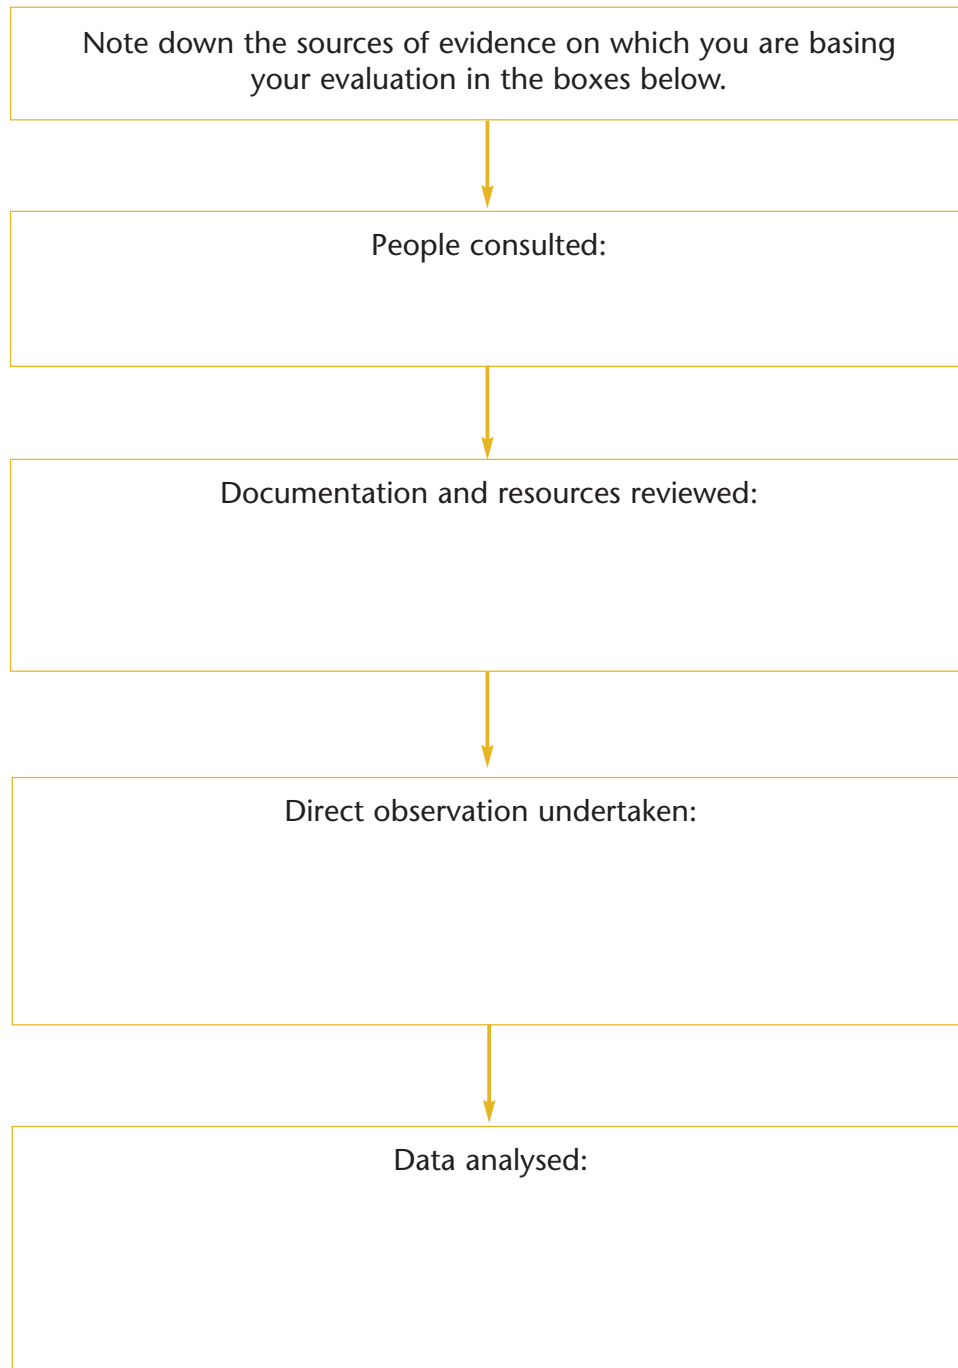 Note down the sources of evidence on which you are basing
your evaluation in the boxes below.
People consulted:
Documentation and resources reviewed:
Direct observation undertaken:
Data analysed: